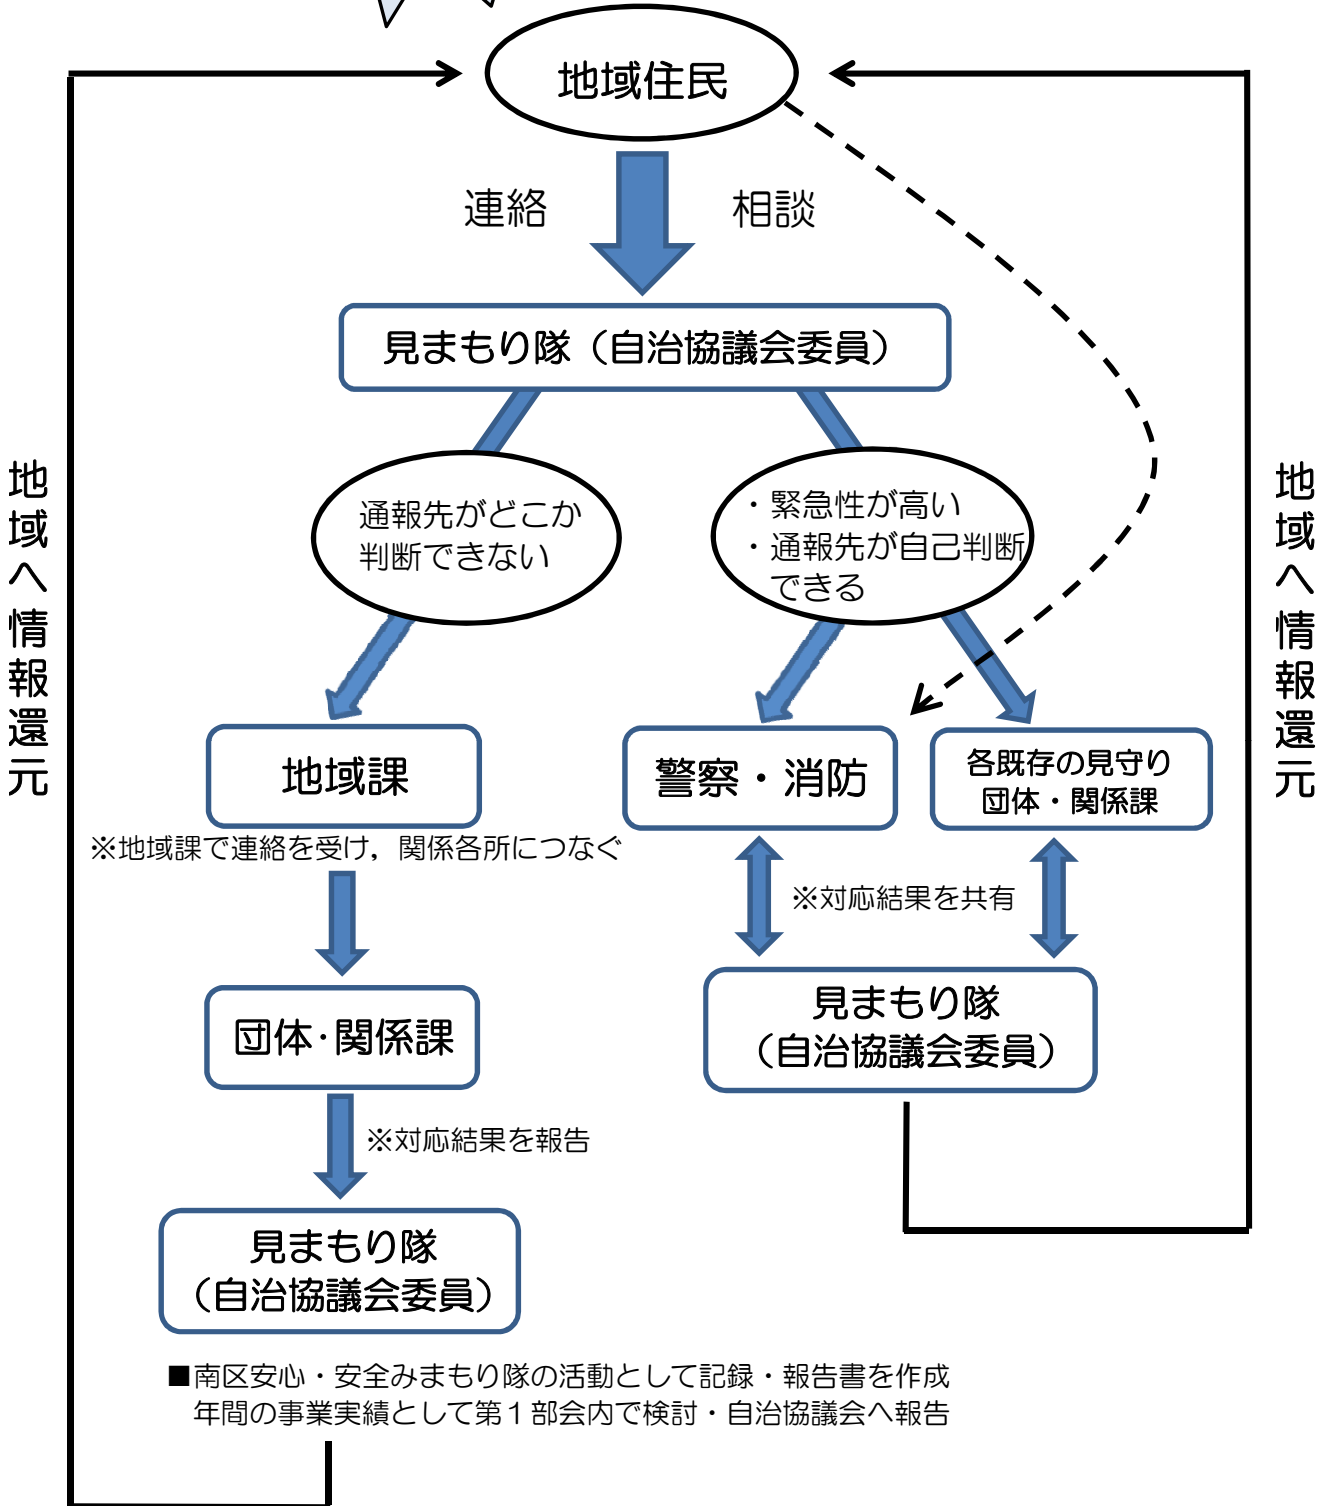 地域住民
連絡
相談
見まもり隊（自治協議会委員）
通報先がどこか
判断できない
・緊急性が高い
・通報先が自己判断
できる
地域へ情報還元
地域へ情報還元
地域課
警察・消防
各既存の見守り
団体・関係課
※地域課で連絡を受け，関係各所につなぐ
※対応結果を共有
団体・関係課
見まもり隊
（自治協議会委員）
※対応結果を報告
見まもり隊
（自治協議会委員）
■南区安心・安全みまもり隊の活動として記録・報告書を作成
年間の事業実績として第１部会内で検討・自治協議会へ報告